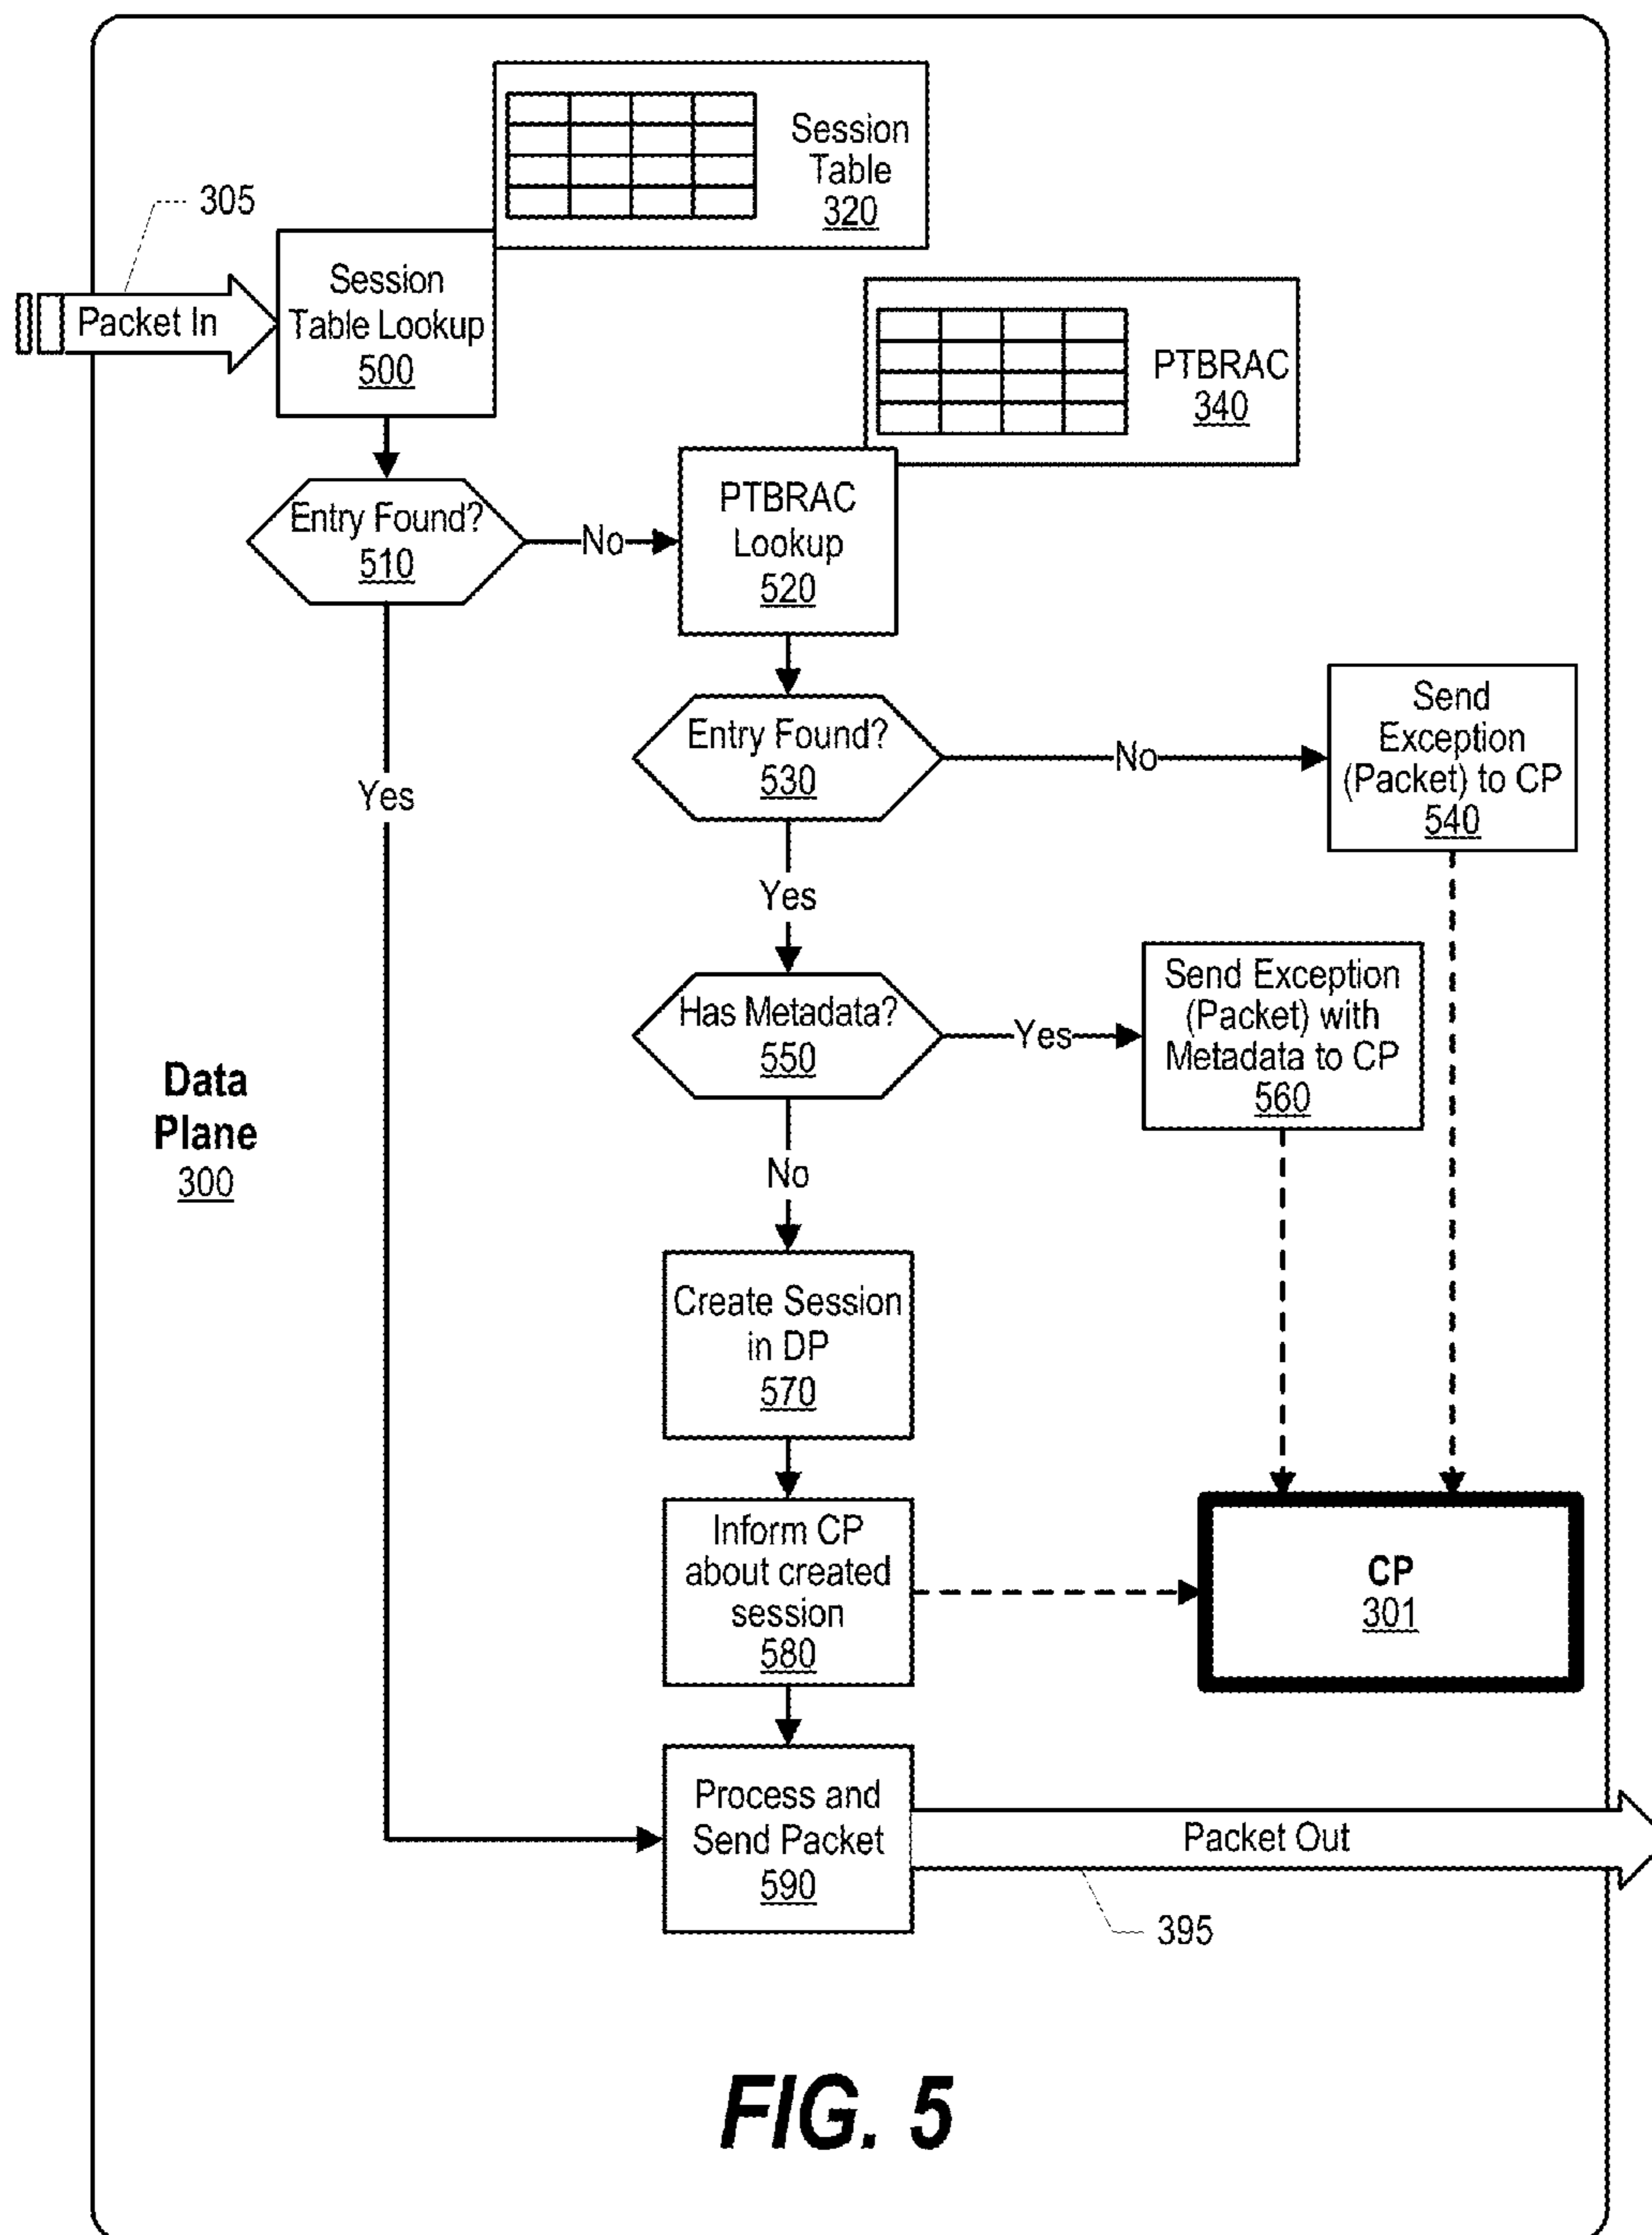 Session
Table
320
305
Packet In
Session
Table Lookup
500
PTBRAC
340
Entry Found?
510
No
PTBRAC
Lookup
520
Entry Found?
530
No
Send
Exception
(Packet) to CP
540
Yes
Yes
Has Metadata?
550
Yes
Send Exception
(Packet) with
Metadata to CP
560
Data
Plane
300
No
Create Session
in DP
570
Inform CP
about created
session
580
CP
301
Process and
Send Packet
590
Packet Out
395
FIG. 5